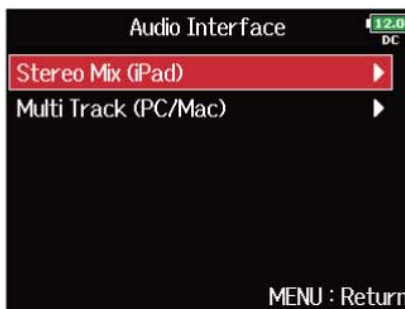 Audio Interface
12.0
DC
Stereo Mix (iPad)
Multi Track (PC/Mac)
MENU : Return